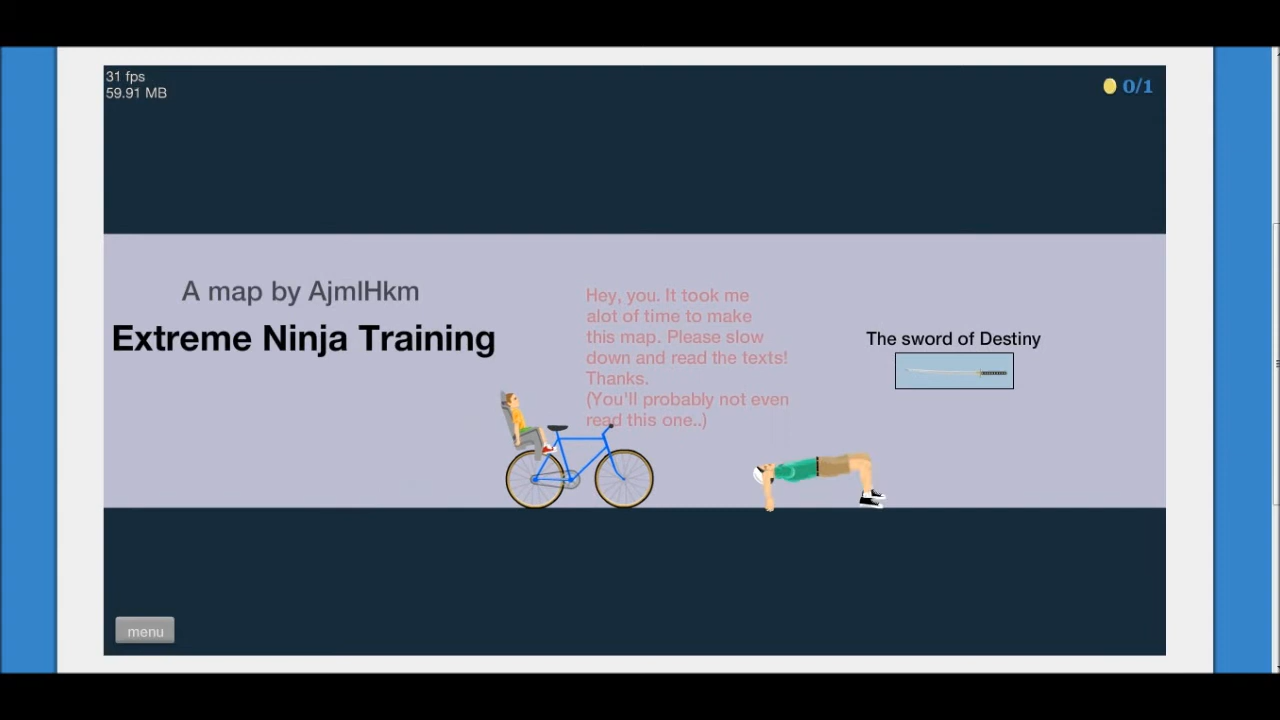 31 fps
59.91 MB
0/1
A map by AjmlHkm
Extreme Ninja Training
Hey, you. It took me
alot of time to make
this map. Please slow
down and read the texts!
Thanks.
(You'll probably not even
read this one..)
The sword of Destiny
menu